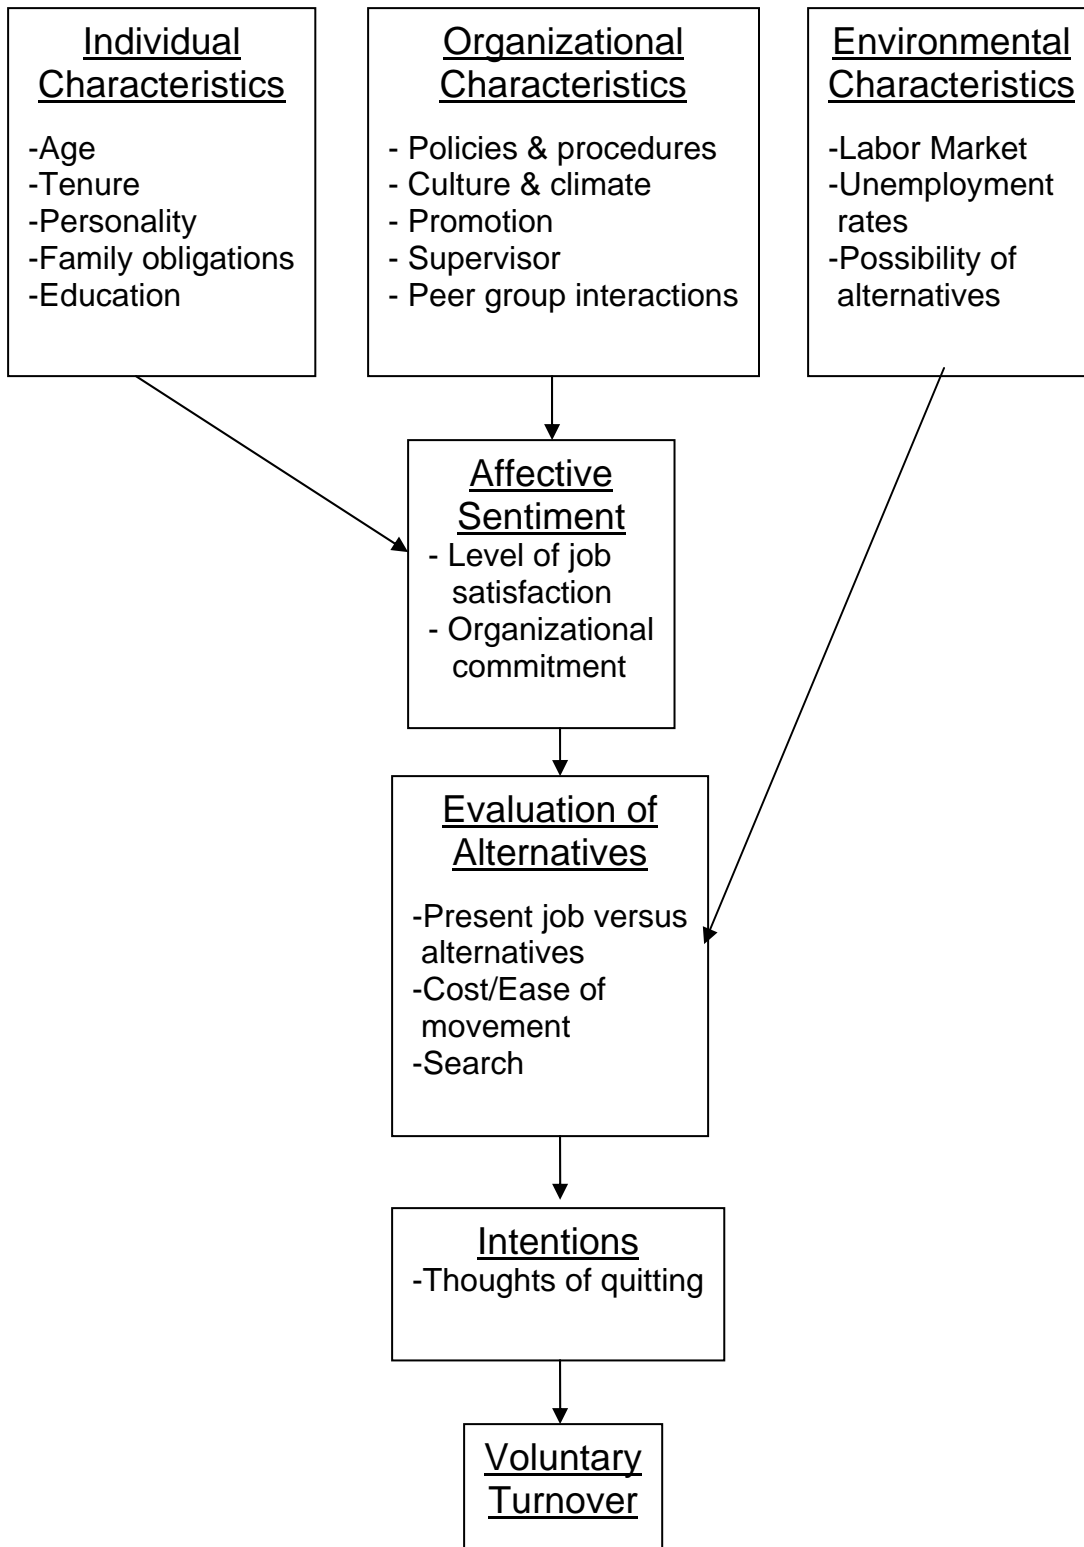 Individual
Characteristics
-Age
-Tenure
-Personality
-Family obligations
-Education
Organizational
Characteristics
- Policies & procedures
- Culture & climate
- Promotion
- Supervisor
- Peer group interactions
Environmental
Characteristics
-Labor Market
-Unemployment
rates
-Possibility of
alternatives
Affective
Sentiment
- Level of job
satisfaction
- Organizational
commitment
Evaluation of
Alternatives
-Present job versus
alternatives
-Cost/Ease of
movement
-Search
Intentions
-Thoughts of quitting
Voluntary
Turnover